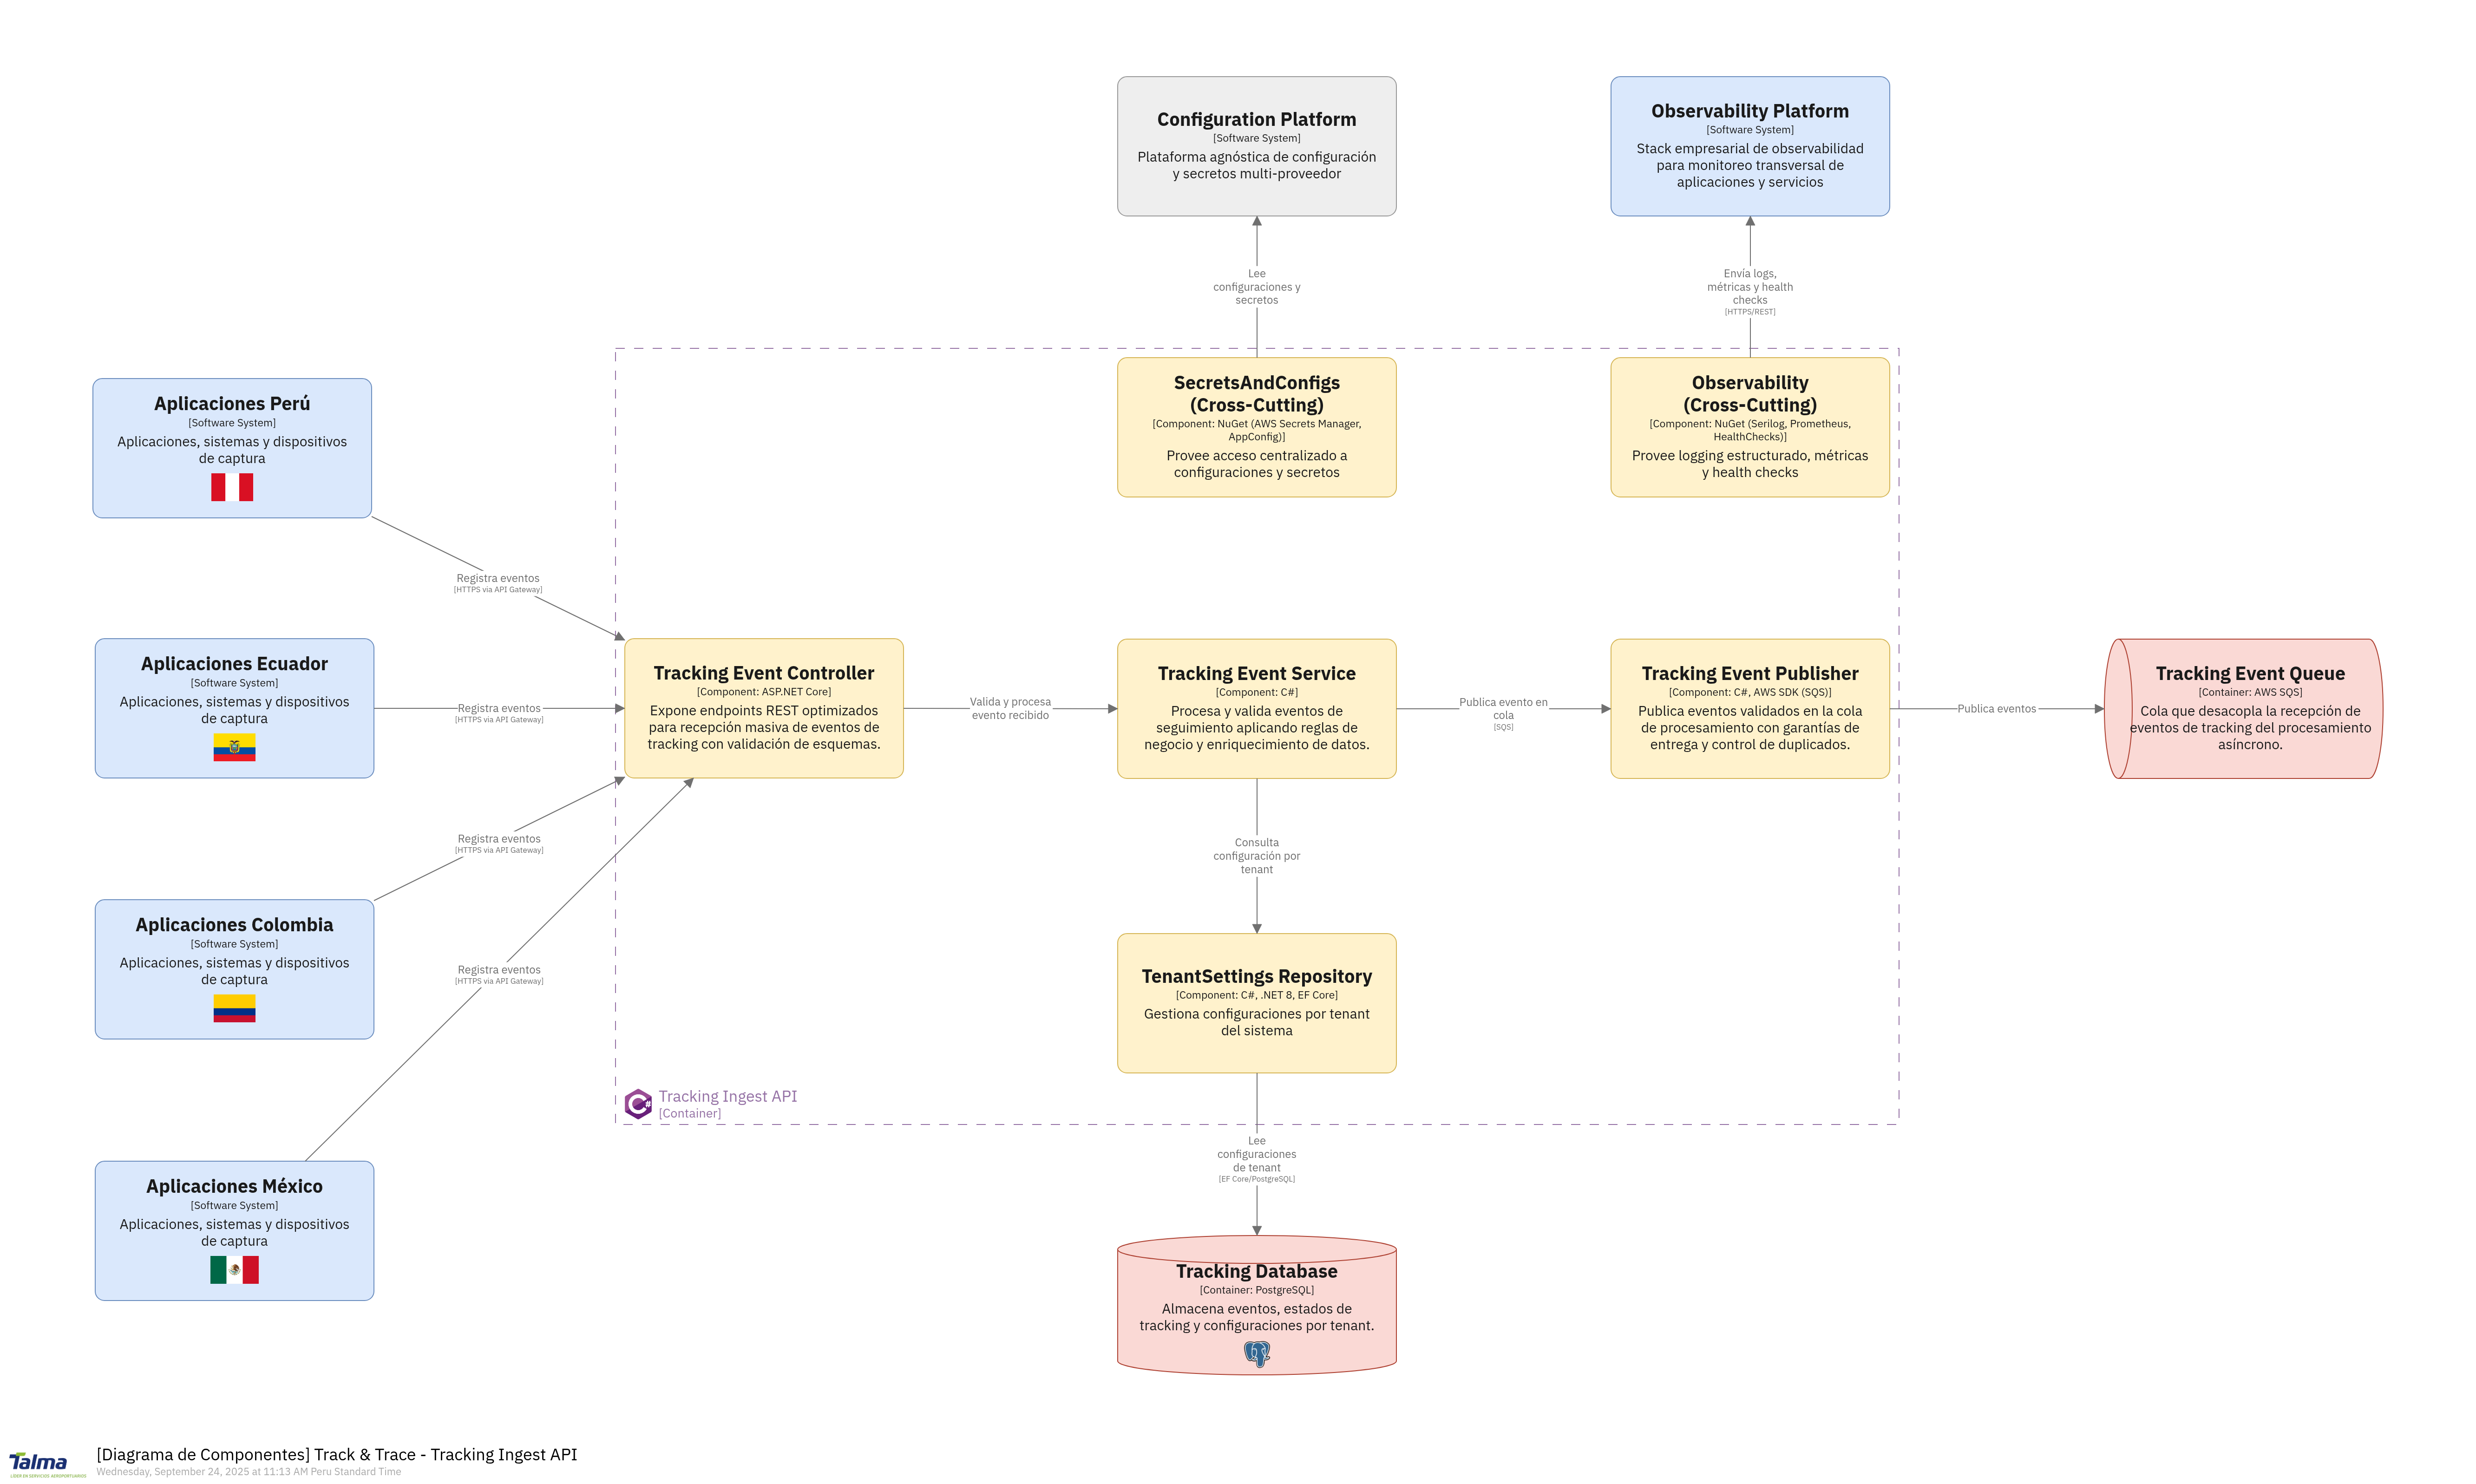 Configuration Platform
[Software System]
Plataforma agnóstica de configuración
y secretos multi-proveedor
Observability Platform
[Software System]
Stack empresarial de observabilidad
para monitoreo transversal de
aplicaciones y servicios
Lee
configuraciones y
secretos
Envía logs,
métricas y health
checks
[HTTPS/REST]
SecretsAndConfigs
(Cross-Cutting)
[Component: NuGet (AWS Secrets Manager,
AppConfig)]
Provee acceso centralizado a
configuraciones y secretos
Observability
(Cross-Cutting)
[Component: NuGet (Serilog, Prometheus,
HealthChecks)]
Provee logging estructurado, métricas
y health checks
Aplicaciones Perú
[Software System]
Aplicaciones, sistemas y dispositivos
de captura
Registra eventos
[HTTPS via API Gateway]
Aplicaciones Ecuador
[Software System]
Aplicaciones, sistemas y dispositivos
de captura
Registra eventos
[HTTPS via API Gateway]
Tracking Event Controller
[Component: ASP.NET Core]
Expone endpoints REST optimizados
para recepción masiva de eventos de
tracking con validación de esquemas.
Valida y procesa
evento recibido
Tracking Event Service
[Component: C#]
Procesa y valida eventos de
seguimiento aplicando reglas de
negocio y enriquecimiento de datos.
Publica evento en
cola
[SQS]
Tracking Event Publisher
[Component: C#, AWS SDK (SQS)]
Publica eventos validados en la cola
de procesamiento con garantías de
entrega y control de duplicados.
Publica eventos
Tracking Event Queue
[Container: AWS SQS]
Cola que desacopla la recepción de
eventos de tracking del procesamiento
asíncrono.
Registra eventos
[HTTPS via API Gateway]
Consulta
configuración por
tenant
Aplicaciones Colombia
[Software System]
Aplicaciones, sistemas y dispositivos
de captura
Registra eventos
[HTTPS via API Gateway]
TenantSettings Repository
[Component: C#, .NET 8, EF Core]
Gestiona configuraciones por tenant
del sistema
C#
Tracking Ingest API
[Container]
Lee
configuraciones
de tenant
[EF Core/PostgreSQL]
Aplicaciones México
[Software System]
Aplicaciones, sistemas y dispositivos
de captura
Tracking Database
[Container: PostgreSQL]
Almacena eventos, estados de
tracking y configuraciones por tenant.
Talma
LÍDER EN SERVICIOS AEROPORTUARIOS
[Diagrama de Componentes] Track & Trace - Tracking Ingest API
Wednesday, September 24, 2025 at 11:13 AM Peru Standard Time